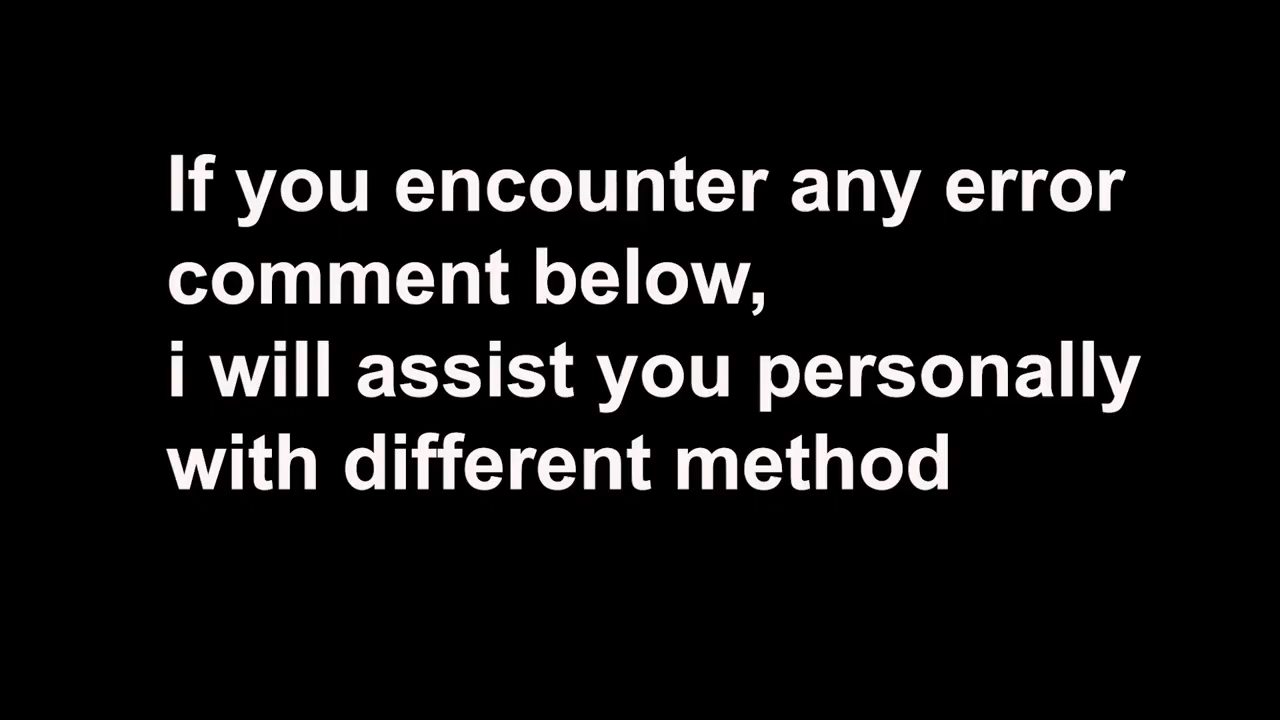 If you encounter any error
comment below,
i will assist you personally
with different method